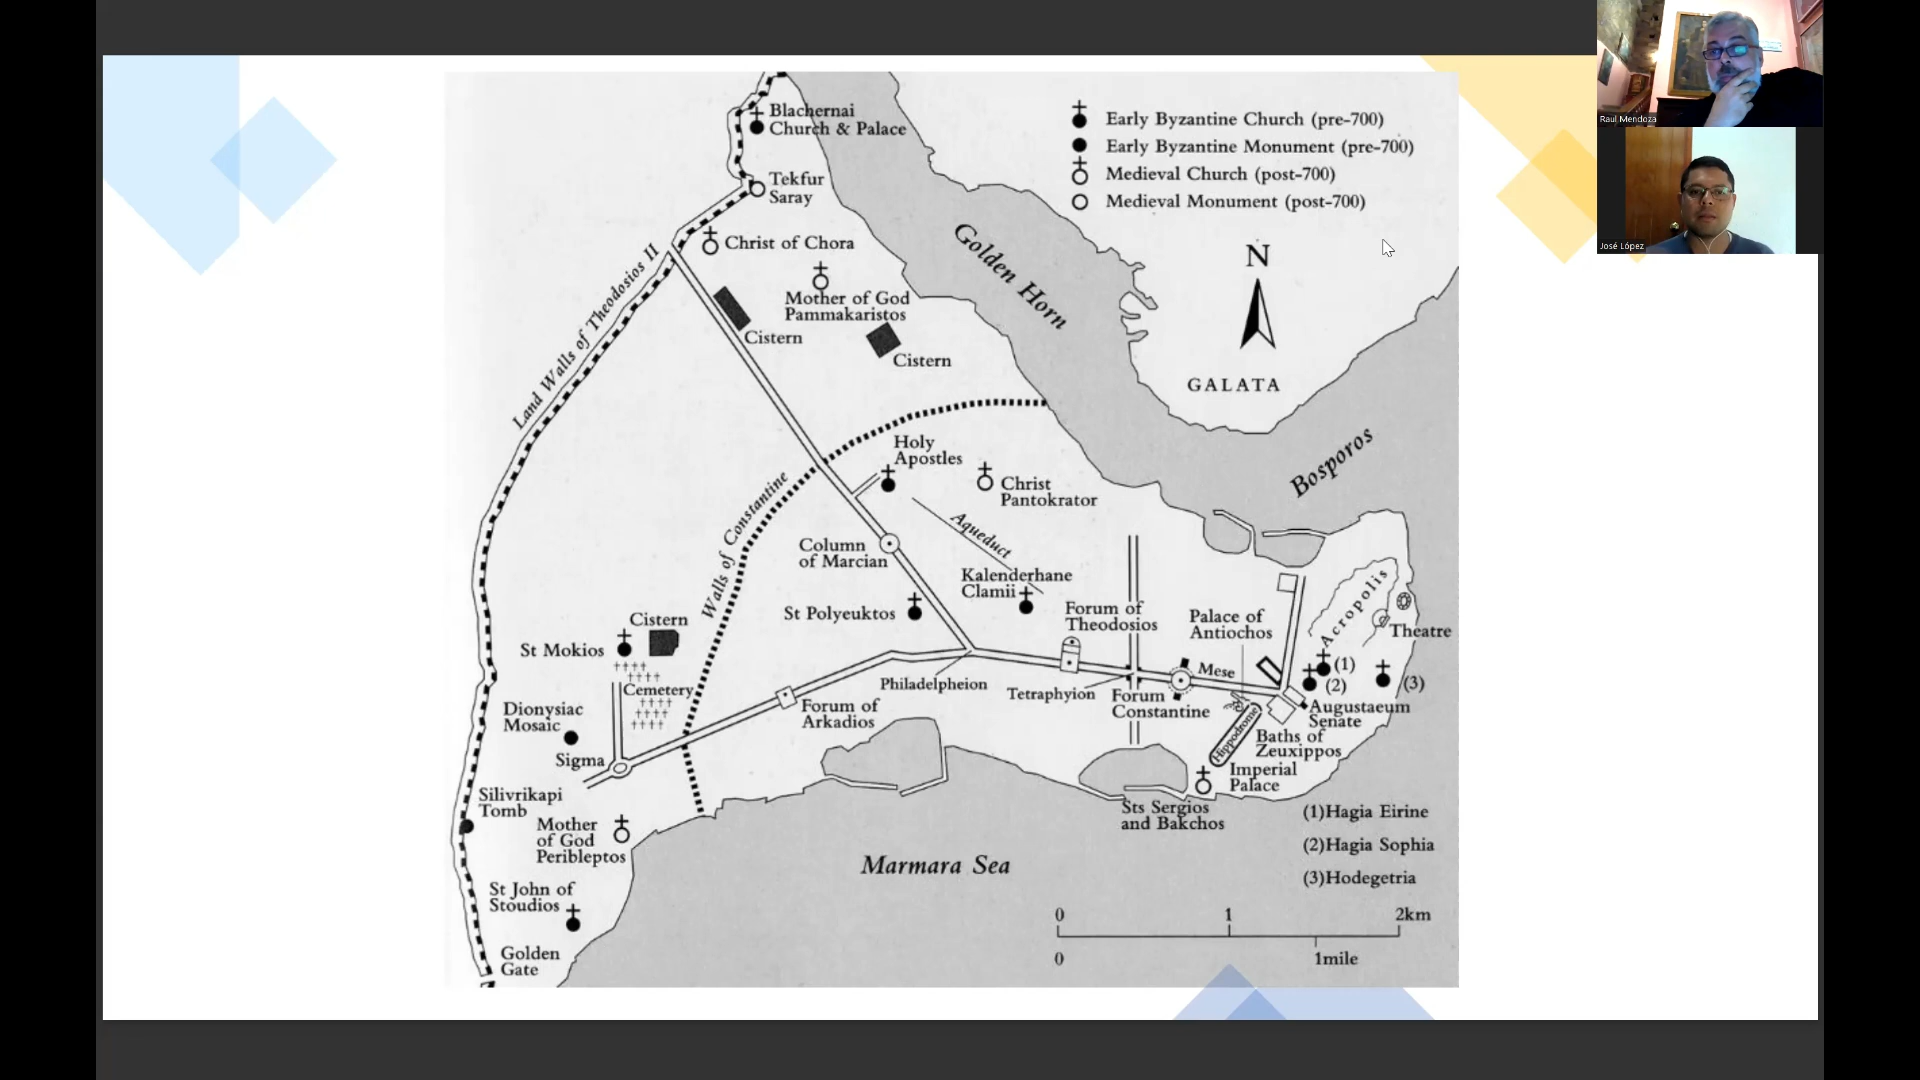 Blachernai
Church & Palace
Tekfur
Saray
Christ of Chora
Mother of God
Pammakaristos
Cistern
Cistern
Land Walls of Theodosios II
Golden Horn
Early Byzantine Church (pre-700)
Early Byzantine Monument (pre-700)
Medieval Church (post-700)
Medieval Monument (post-700)
N
GALATA
Bosporos
Walls of Constantine
Holy
Apostles
Christ
Pantokrator
Aqueduct
Column
of Marcian
Kalenderhane
Clamii
St Polyeuktos
Forum of
Theodosios
Palace of
Antiochos
Acropolis
Theatre
(1)
(2)
(3)
Cistern
St Mokios
Cemetery
Dionysiac
Mosaic
Sigma
Forum of
Arkadios
Philadelpheion
Tetraphyion
Mese
Forum
Constantine
Hippodrome
Augustaeum
Senate
Baths of
Zeuxippos
Imperial
Palace
Sts Sergios
and Bakchos
Silivrikapi
Tomb
Mother
of God
Peribleptos
St John of
Stoudios
Golden
Gate
Marmara Sea
(1)Hagia Eirine
(2)Hagia Sophia
(3)Hodegetria
0 1 2km
0 1mile
Raul Mendoza
José López